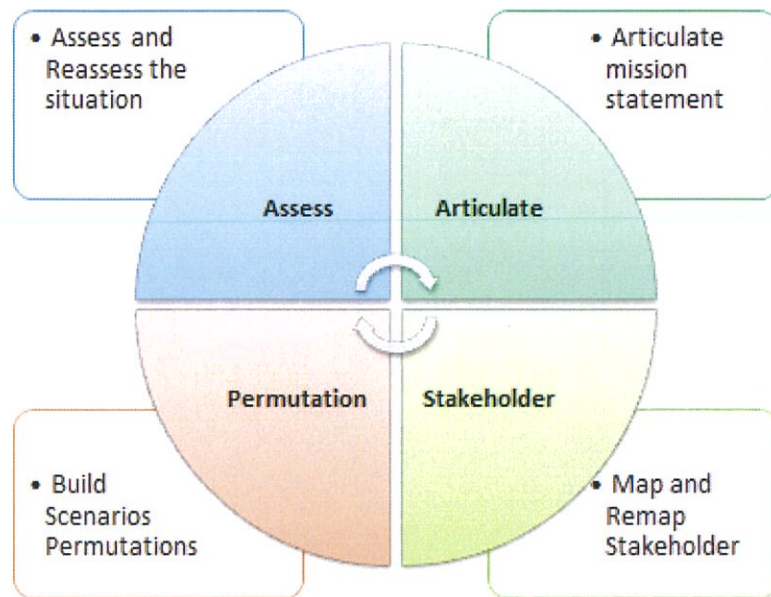 • Assess and
Reassess the
situation
• Articulate
mission
statement
Assess
Articulate
Permutation
Stakeholder
• Build
Scenarios
Permutations
• Map and
Remap
Stakeholder